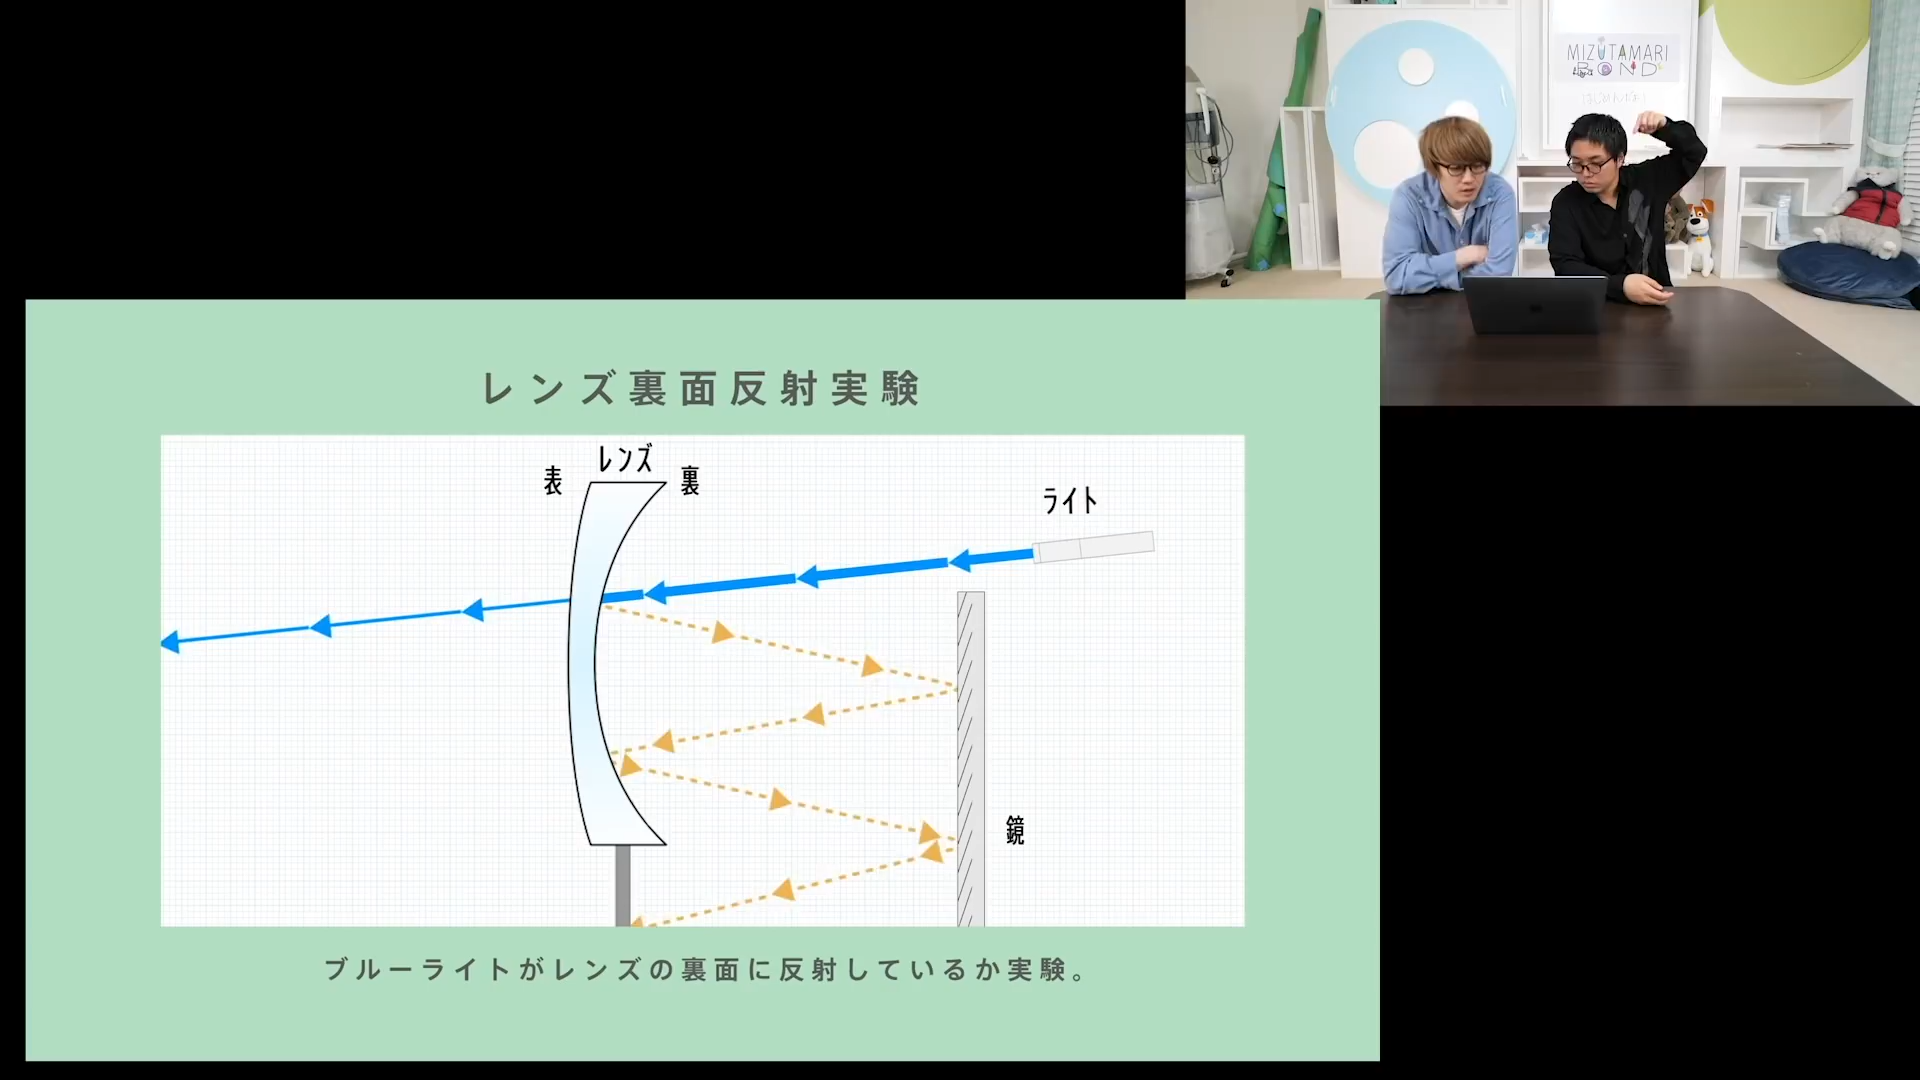 MIZUTAMARI
BOND
レンズ裏面反射実験
レンズ
表
裏
ライト
鏡
ブルーライトがレンズの裏面に反射しているか実験。